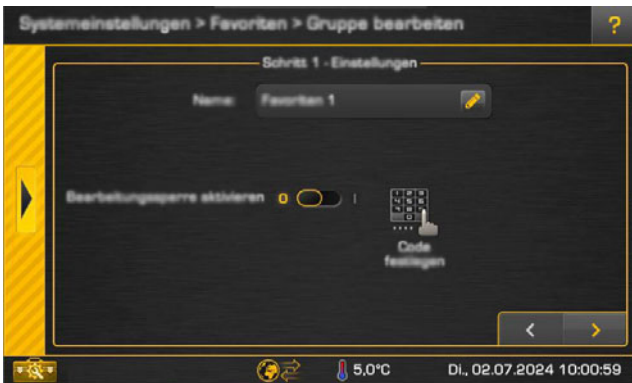 Systemeinstellungen > Favoriten > Gruppe bearbeiten
?
Schritt 1 - Einstellungen
Name: Favoriten 1
Bearbeitungssperre aktivieren 0 I
Code
festlegen
< >
5,0°C Di., 02.07.2024 10:00:59